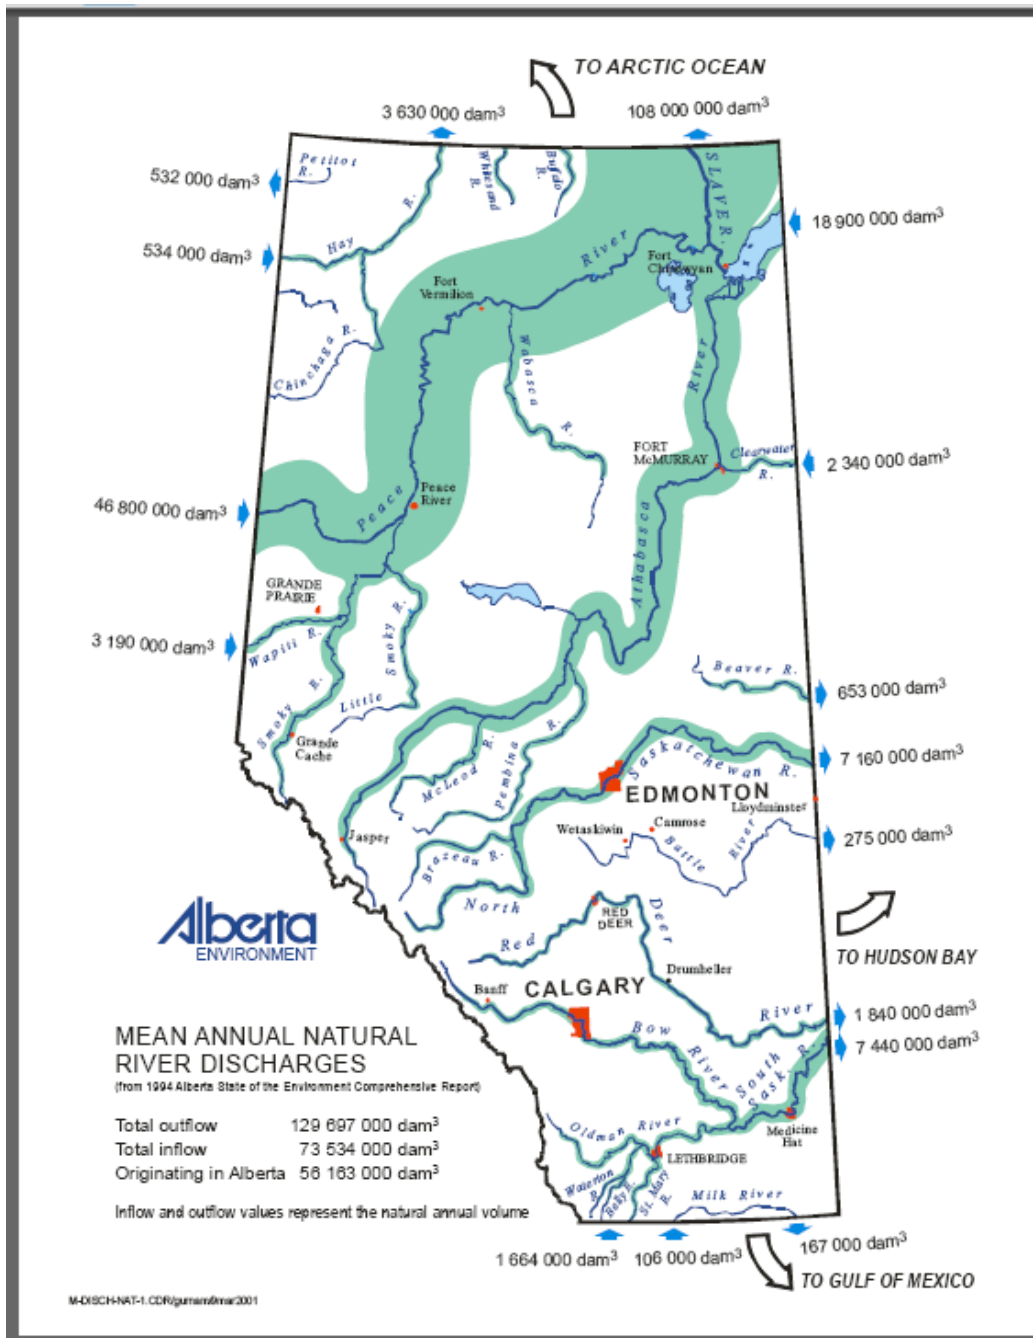 TO ARCTIC OCEAN
3 630 000 dam³
108 000 000 dam³
Petitot
R.
532 000 dam³
Whitesand
R.
Buffalo
R.
SLAVE R.
18 900 000 dam³
Hay
R.
534 000 dam³
River
Fort
Chipewyan
Fort
Vermilion
Chinchaga R.
Wabasca
R.
River
FORT
McMURRAY
Clearwater
R.
2 340 000 dam³
46 800 000 dam³
Peace
Peace
River
Athabasca
GRANDE
PRAIRIE
3 190 000 dam³
Wapiti R.
Smoky R.
Little
Smoky R.
Beaver R.
653 000 dam³
Grande
Cache
McLeod R.
Pembina R.
Saskatchewan R.
7 160 000 dam³
EDMONTON
Lloydminster
Jasper
Wetaskiwin
Camrose
Battle
River
275 000 dam³
Brazeau R.
North
Alberta
ENVIRONMENT
Red
RED
DEER
Deer
TO HUDSON BAY
Drumheller
Banff
CALGARY
River
1 840 000 dam³
Bow
River
South
Sask R.
7 440 000 dam³
MEAN ANNUAL NATURAL
RIVER DISCHARGES
(from 1994 Alberta State of the Environment Comprehensive Report)
Total outflow 129 697 000 dam³
Total inflow 73 534 000 dam³
Originating in Alberta 56 163 000 dam³
Inflow and outflow values represent the natural annual volume
Oldman River
Medicine
Hat
LETHBRIDGE
Waterton
R.
Belly R.
St. Mary
R.
Milk River
1 664 000 dam³
106 000 dam³
167 000 dam³
TO GULF OF MEXICO
M-DISCH-NAT-1.CDR/gumam/9mar2001